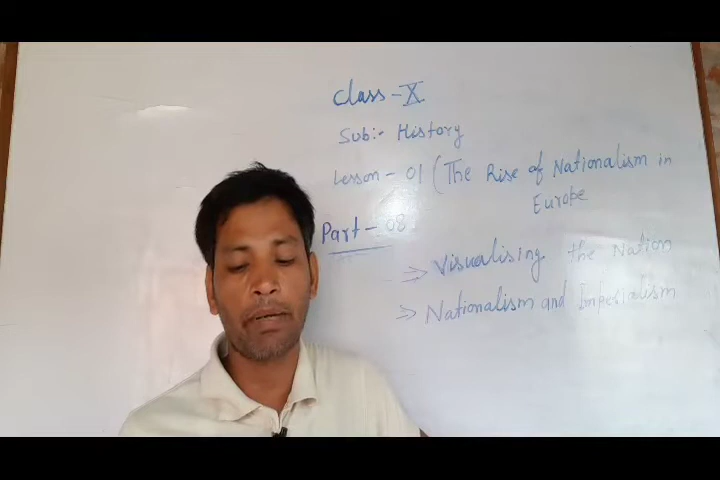 Class - X
Sub:- History
Lesson - 01 (The Rise of Nationalism in
Europe
Part - 08
⇒ Visualising the Nation
⇒ Nationalism and Imperialism